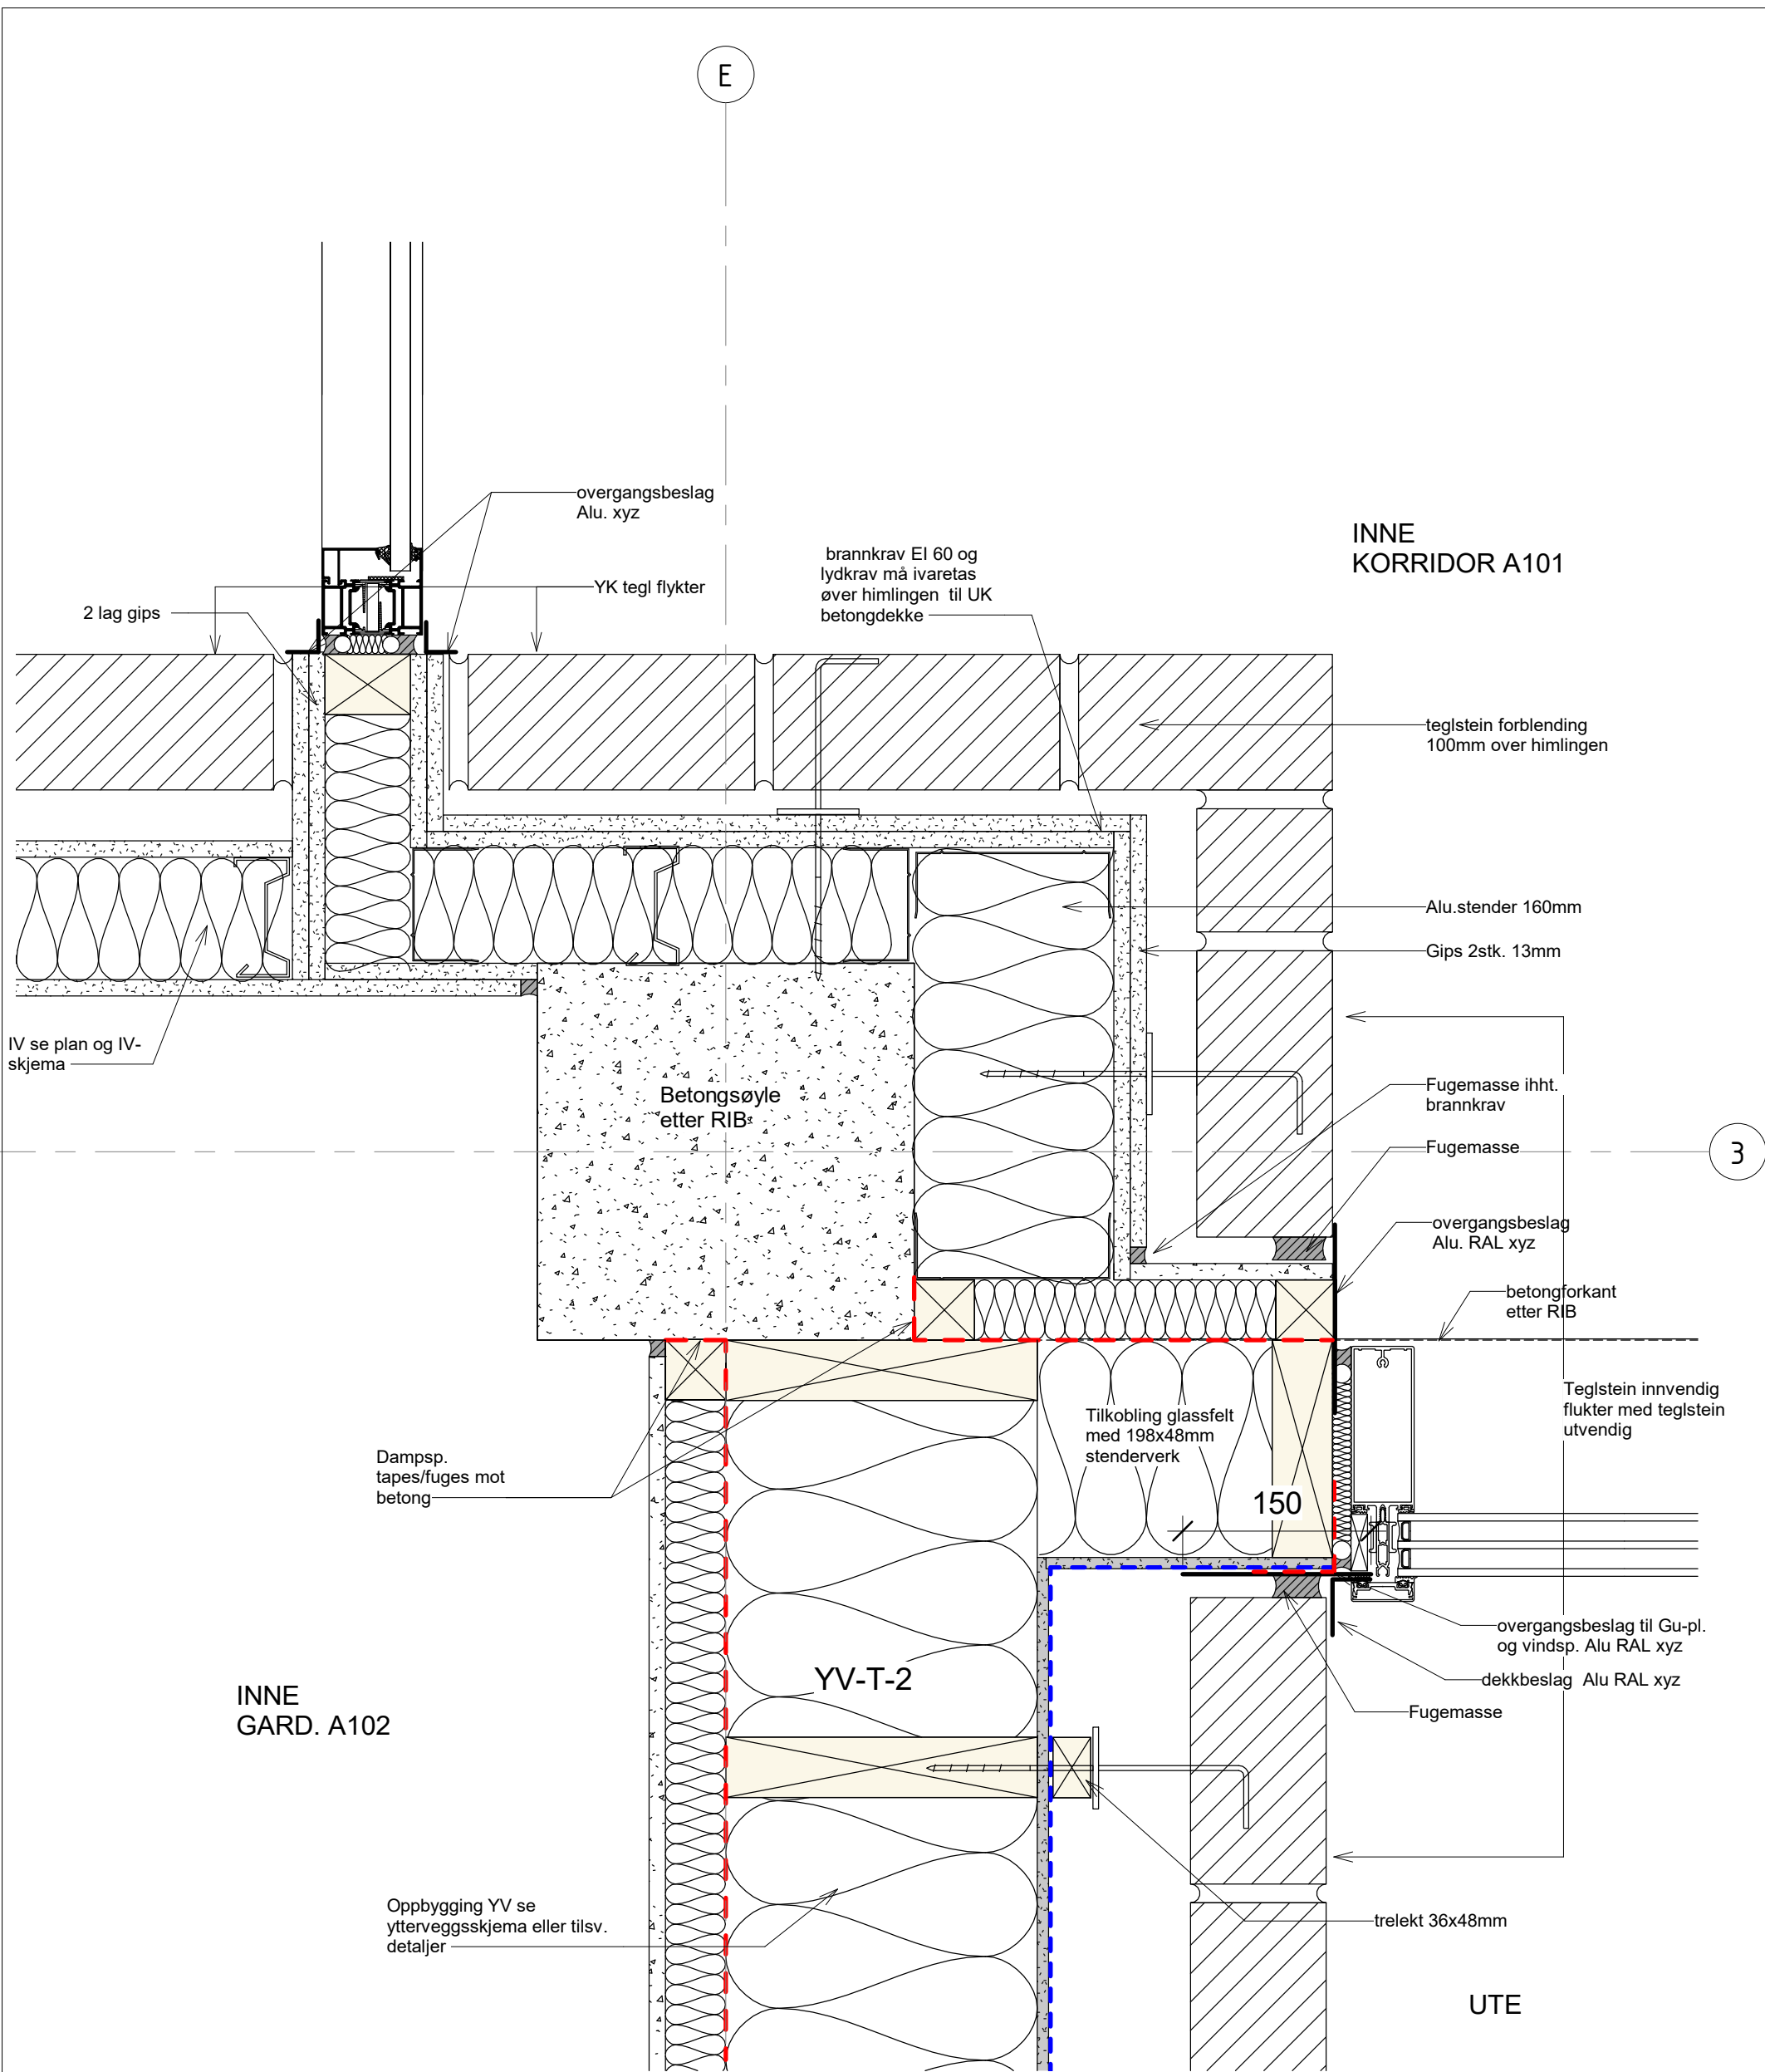 E
overgangsbeslag
Alu. xyz
INNE
KORRIDOR A101
brannkrav EI 60 og
lydkrav må ivaretas
øver himlingen til UK
betongdekke
YK tegl flykter
2 lag gips
teglstein forblending
100mm over himlingen
Alu.stender 160mm
Gips 2stk. 13mm
IV se plan og IV-
skjema
Betongsøyle
etter RIB
Fugemasse ihht.
brannkrav
Fugemasse
3
overgangsbeslag
Alu. RAL xyz
betongforkant
etter RIB
Teglstein innvendig
flukter med teglstein
utvendig
Tilkobling glassfelt
med 198x48mm
stenderverk
Dampsp.
tapes/fuges mot
betong
150
overgangsbeslag til Gu-pl.
og vindsp. Alu RAL xyz
dekkbeslag Alu RAL xyz
Fugemasse
YV-T-2
INNE
GARD. A102
Oppbygging YV se
ytterveggsskjema eller tilsv.
detaljer
trelekt 36x48mm
UTE